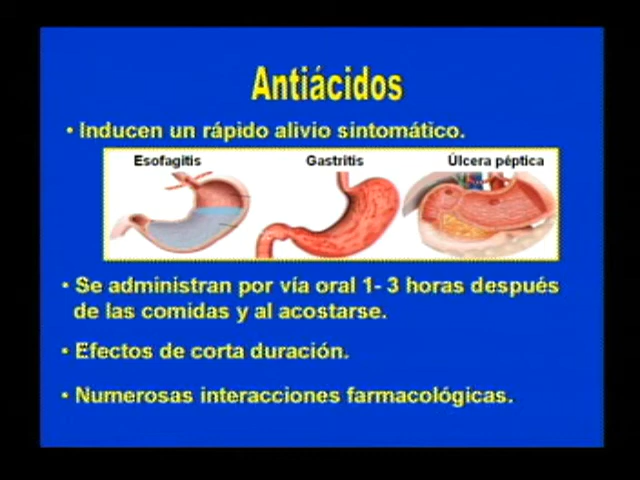 Antiácidos
• Inducen un rápido alivio sintomático.
Esofagitis Gastritis Úlcera péptica
• Se administran por vía oral 1- 3 horas después
de las comidas y al acostarse.
• Efectos de corta duración.
• Numerosas interacciones farmacológicas.